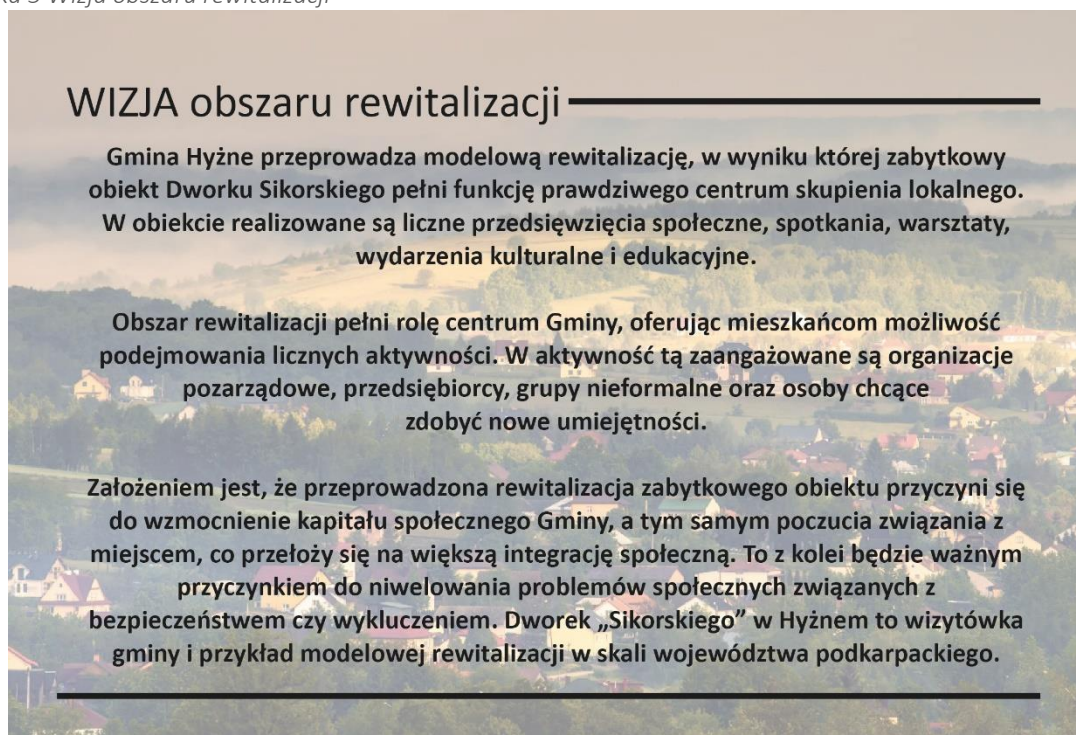 Wizja obszaru rewitalizacji
WIZJA obszaru rewitalizacji
Gmina Hyżne przeprowadza modelową rewitalizację, w wyniku której zabytkowy
obiekt Dworku Sikorskiego pełni funkcję prawdziwego centrum skupienia lokalnego.
W obiekcie realizowane są liczne przedsięwzięcia społeczne, spotkania, warsztaty,
wydarzenia kulturalne i edukacyjne.
Obszar rewitalizacji pełni rolę centrum Gminy, oferując mieszkańcom możliwość
podejmowania licznych aktywności. W aktywność tą zaangażowane są organizacje
pozarządowe, przedsiębiorcy, grupy nieformalne oraz osoby chcące
zdobyć nowe umiejętności.
Założeniem jest, że przeprowadzona rewitalizacja zabytkowego obiektu przyczyni się
do wzmocnienie kapitału społecznego Gminy, a tym samym poczucia związania z
miejscem, co przełoży się na większą integrację społeczną. To z kolei będzie ważnym
przyczynkiem do niwelowania problemów społecznych związanych z
bezpieczeństwem czy wykluczeniem. Dworek „Sikorskiego” w Hyżnem to wizytówka
gminy i przykład modelowej rewitalizacji w skali województwa podkarpackiego.